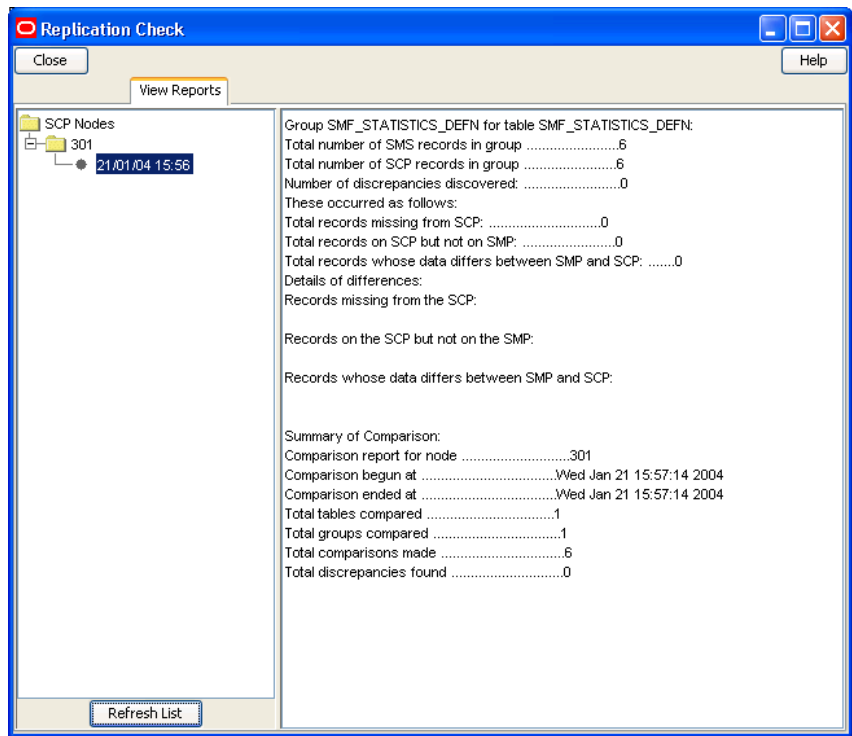 Replication Check
Close
Help
View Reports
SCP Nodes
301
21/01/04 15:56
Refresh List
Group SMF_STATISTICS_DEFN for table SMF_STATISTICS_DEFN:
Total number of SMS records in group .......................6
Total number of SCP records in group .......................6
Number of discrepancies discovered: ........................0
These occurred as follows:
Total records missing from SCP: ............................0
Total records on SCP but not on SMP: .......................0
Total records whose data differs between SMP and SCP: .......0
Details of differences:
Records missing from the SCP:
Records on the SCP but not on the SMP:
Records whose data differs between SMP and SCP:
Summary of Comparison:
Comparison report for node ...........................301
Comparison begun at ..................................Wed Jan 21 15:57:14 2004
Comparison ended at ..................................Wed Jan 21 15:57:14 2004
Total tables compared ................................1
Total groups compared ................................1
Total comparisons made ...............................6
Total discrepancies found ............................0